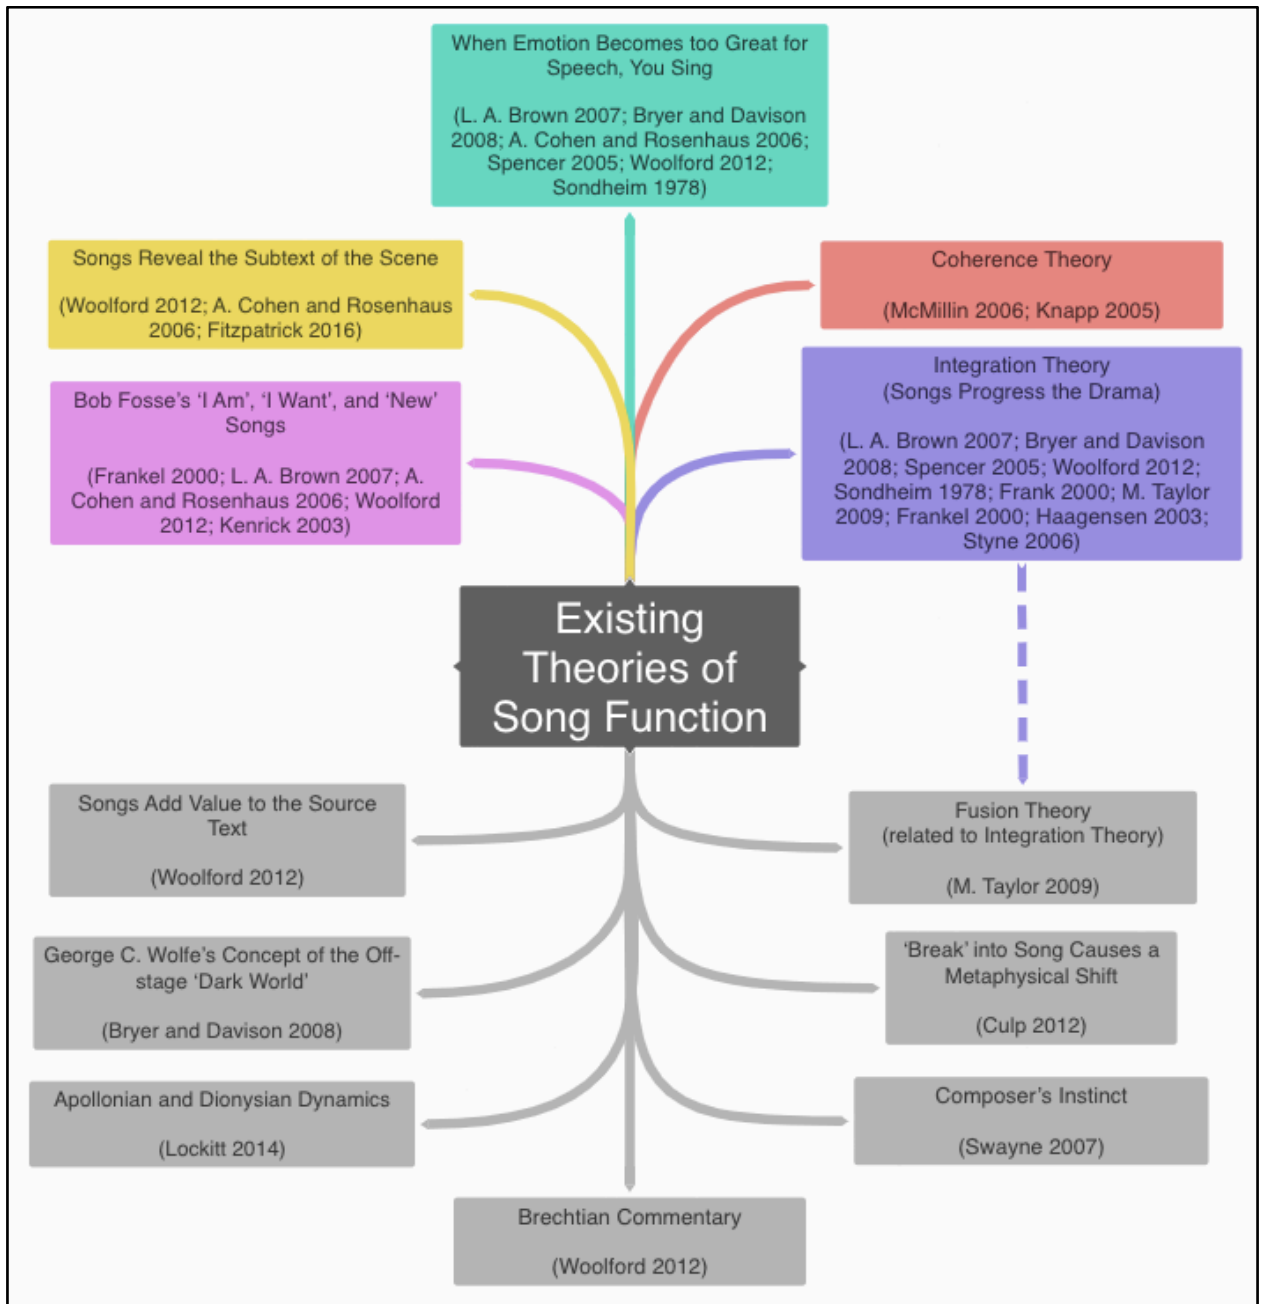 When Emotion Becomes too Great for
Speech, You Sing
(L. A. Brown 2007; Bryer and Davison
2008; A. Cohen and Rosenhaus 2006;
Spencer 2005; Woolford 2012;
Sondheim 1978)
Songs Reveal the Subtext of the Scene
(Woolford 2012; A. Cohen and Rosenhaus
2006; Fitzpatrick 2016)
Coherence Theory
(McMillin 2006; Knapp 2005)
Bob Fosse's ‘I Am’, ‘I Want’, and ‘New’
Songs
(Frankel 2000; L. A. Brown 2007; A.
Cohen and Rosenhaus 2006; Woolford
2012; Kenrick 2003)
Integration Theory
(Songs Progress the Drama)
(L. A. Brown 2007; Bryer and Davison
2008; Spencer 2005; Woolford 2012;
Sondheim 1978; Frank 2000; M. Taylor
2009; Frankel 2000; Haagensen 2003;
Styne 2006)
Existing
Theories of
Song Function
Songs Add Value to the Source
Text
(Woolford 2012)
Fusion Theory
(related to Integration Theory)
(M. Taylor 2009)
George C. Wolfe's Concept of the Off-
stage ‘Dark World’
(Bryer and Davison 2008)
‘Break’ into Song Causes a
Metaphysical Shift
(Culp 2012)
Apollonian and Dionysian Dynamics
(Lockitt 2014)
Composer's Instinct
(Swayne 2007)
Brechtian Commentary
(Woolford 2012)